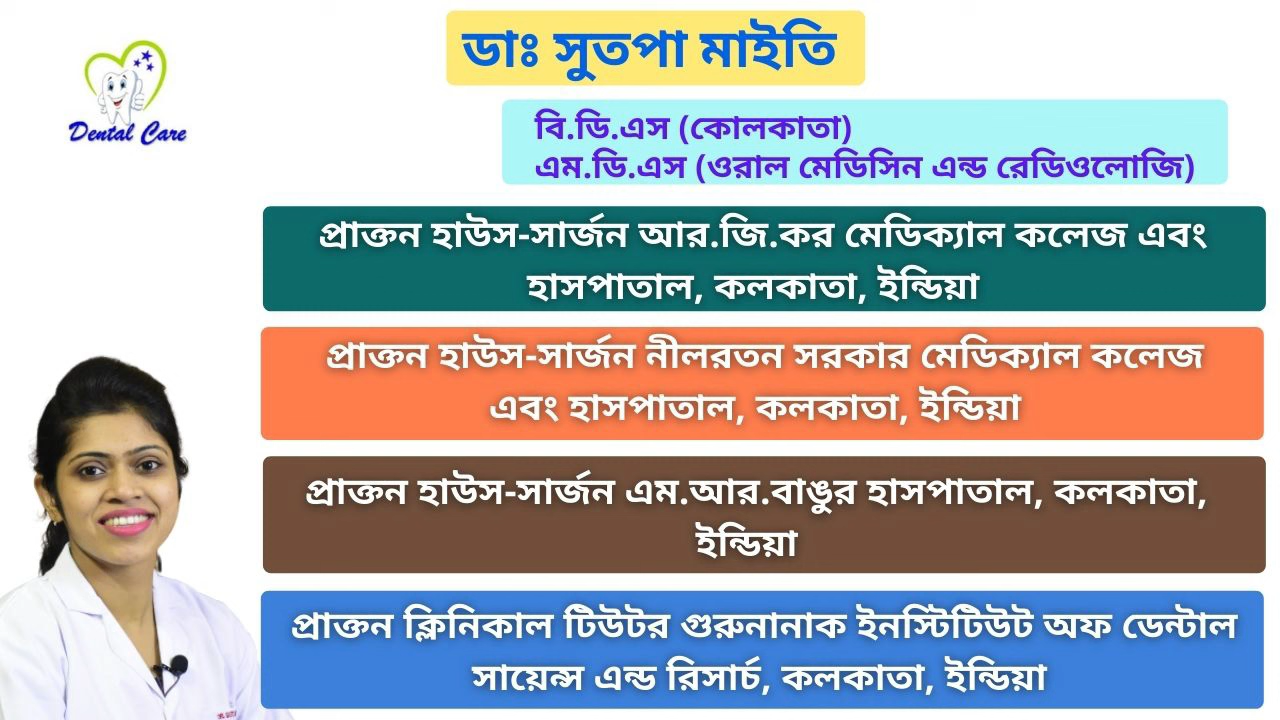 ডাঃ সুতপা মাইতি
Dental Care
বি.ডি.এস (কোলকাতা)
এম.ডি.এস (ওরাল মেডিসিন এন্ড রেডিওলোজি)
প্রাক্তন হাউস-সার্জন আর.জি.কর মেডিক্যাল কলেজ এবং
হাসপাতাল, কলকাতা, ইন্ডিয়া
প্রাক্তন হাউস-সার্জন নীলরতন সরকার মেডিক্যাল কলেজ
এবং হাসপাতাল, কলকাতা, ইন্ডিয়া
প্রাক্তন হাউস-সার্জন এম.আর.বাঙুর হাসপাতাল, কলকাতা,
ইন্ডিয়া
প্রাক্তন ক্লিনিকাল টিউটর গুরুনানাক ইনস্টিটিউট অফ ডেন্টাল
সায়েন্স এন্ড রিসার্চ, কলকাতা, ইন্ডিয়া